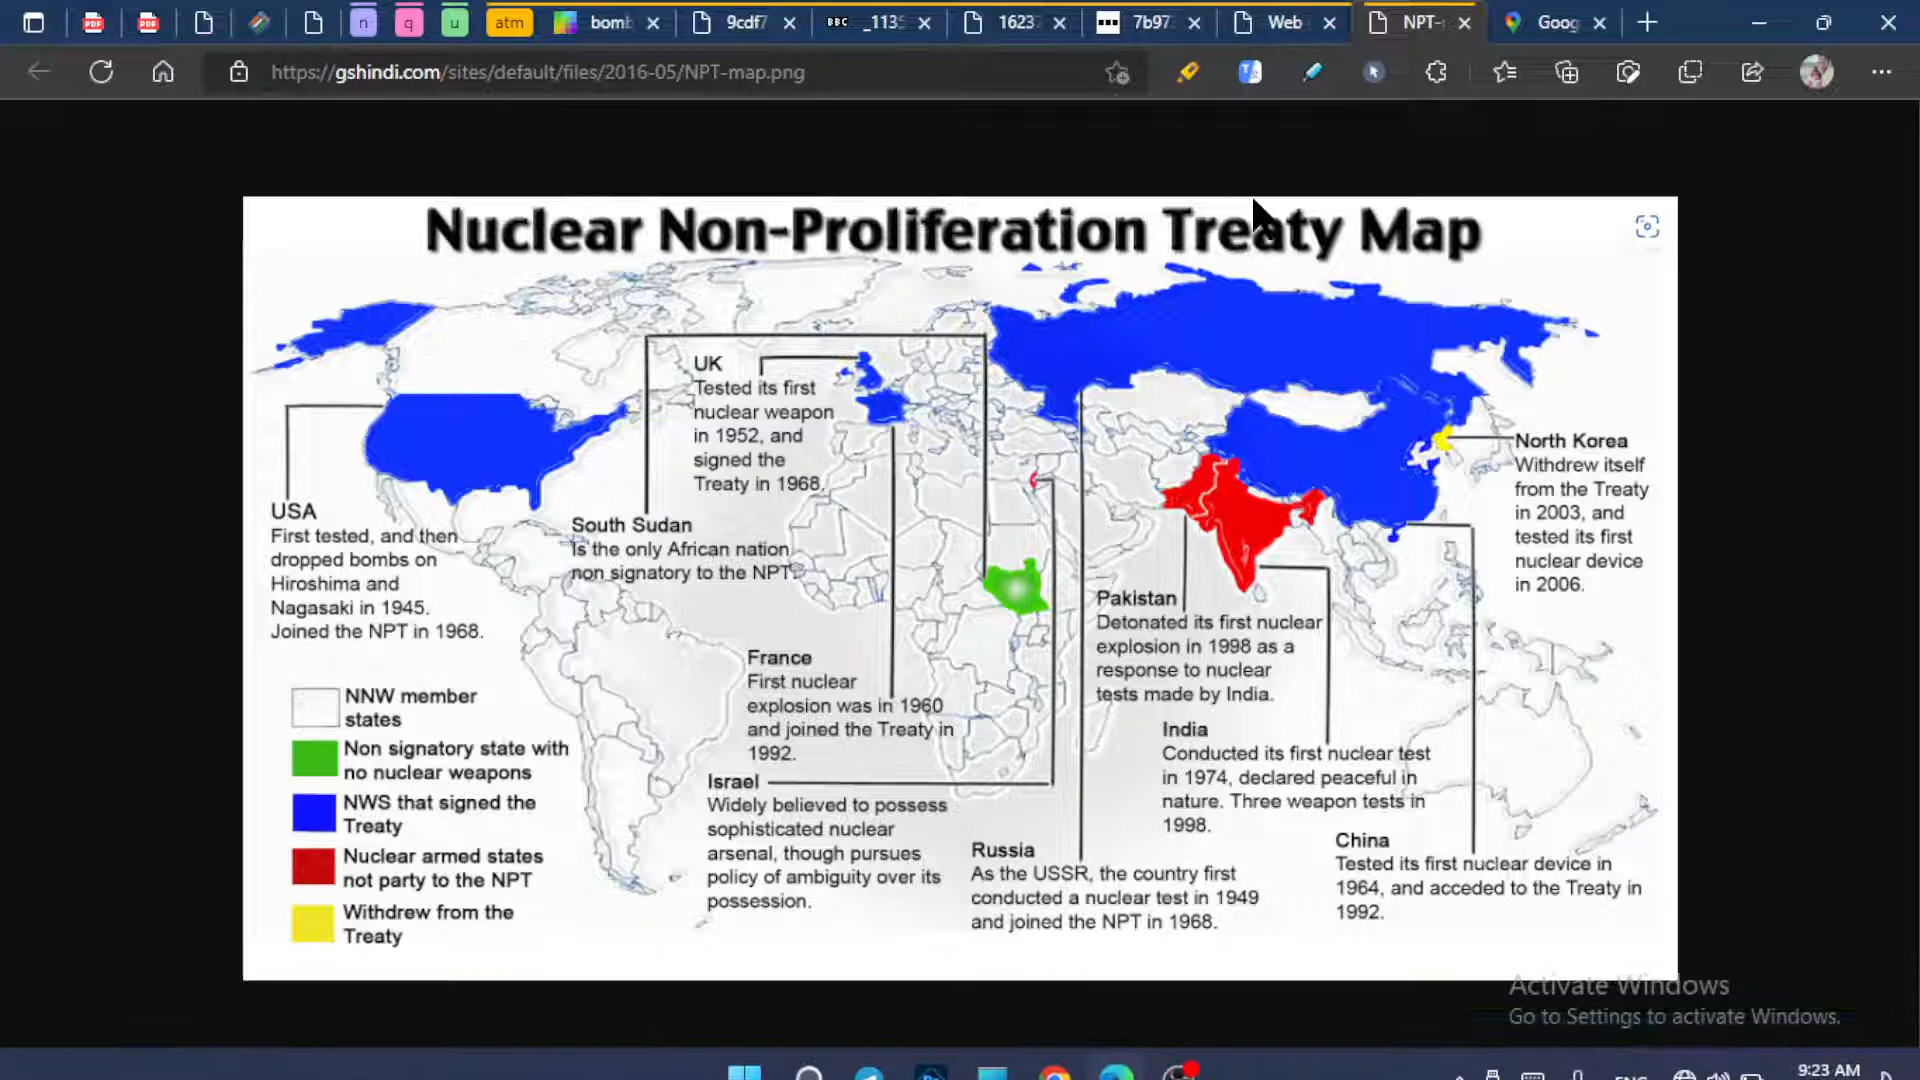 n
q
u
atm
bomb
9cdf7
BBC _113
1623
7b97
Web
NPT-
Goog
https://gshindi.com/sites/default/files/2016-05/NPT-map.png
Nuclear Non-Proliferation Treaty Map
UK
Tested its first
nuclear weapon
in 1952, and
signed the
Treaty in 1968.
North Korea
Withdrew itself
from the Treaty
in 2003, and
tested its first
nuclear device
in 2006.
USA
First tested, and then
dropped bombs on
Hiroshima and
Nagasaki in 1945.
Joined the NPT in 1968.
South Sudan
Is the only African nation
non signatory to the NPT.
Pakistan
Detonated its first nuclear
explosion in 1998 as a
response to nuclear
tests made by India.
France
First nuclear
explosion was in 1960
and joined the Treaty in
1992.
India
Conducted its first nuclear test
in 1974, declared peaceful in
nature. Three weapon tests in
1998.
Israel
Widely believed to possess
sophisticated nuclear
arsenal, though pursues
policy of ambiguity over its
possession.
Russia
As the USSR, the country first
conducted a nuclear test in 1949
and joined the NPT in 1968.
China
Tested its first nuclear device in
1964, and acceded to the Treaty in
1992.
NNW member
states
Non signatory state with
no nuclear weapons
NWS that signed the
Treaty
Nuclear armed states
not party to the NPT
Withdrew from the
Treaty
Activate Windows
Go to Settings to activate Windows.
9:23 AM